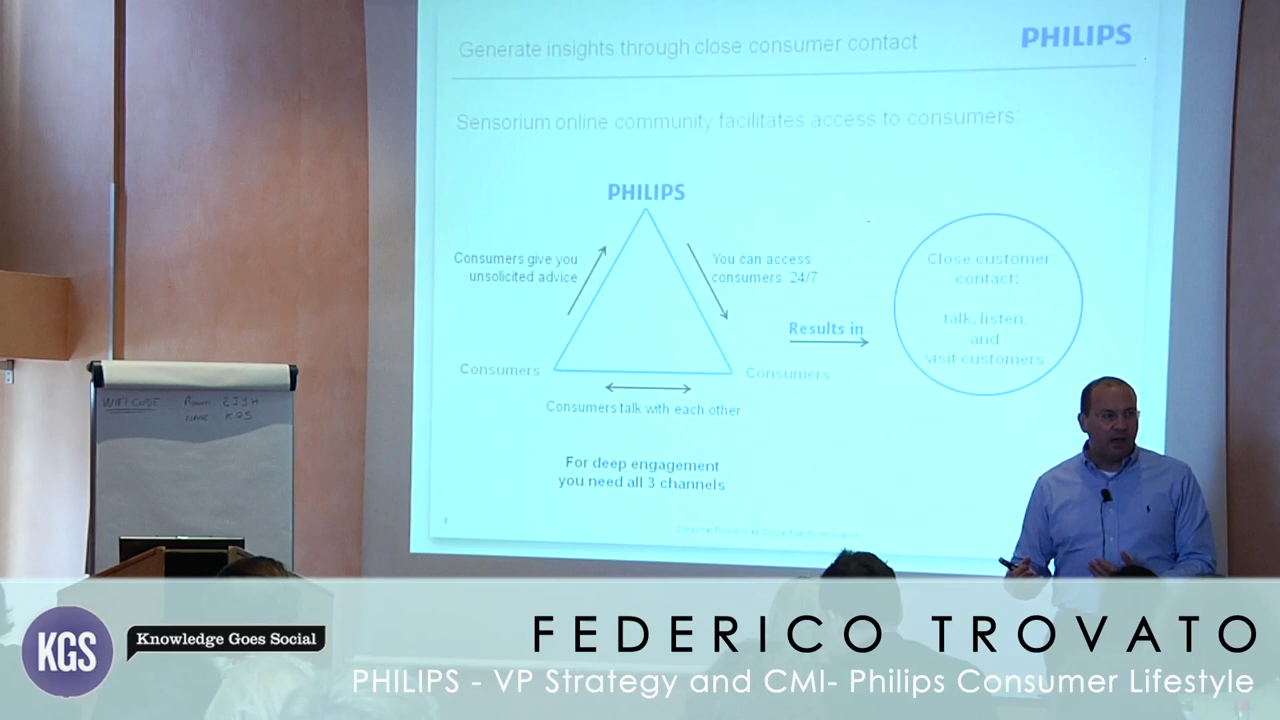 Generate insights through close consumer contact
PHILIPS
Sensorium online community facilitates access to consumers:
PHILIPS
Consumers give you
unsolicited advice
You can access
consumers 24/7
Close customer
contact:
talk, listen,
and
visit customers
Results in
Consumers
Consumers
Consumers talk with each other
For deep engagement
you need all 3 channels
WIFI CODE
KGS
KGS
Knowledge Goes Social
FEDERICO TROVATO
PHILIPS - VP Strategy and CMI- Philips Consumer Lifestyle